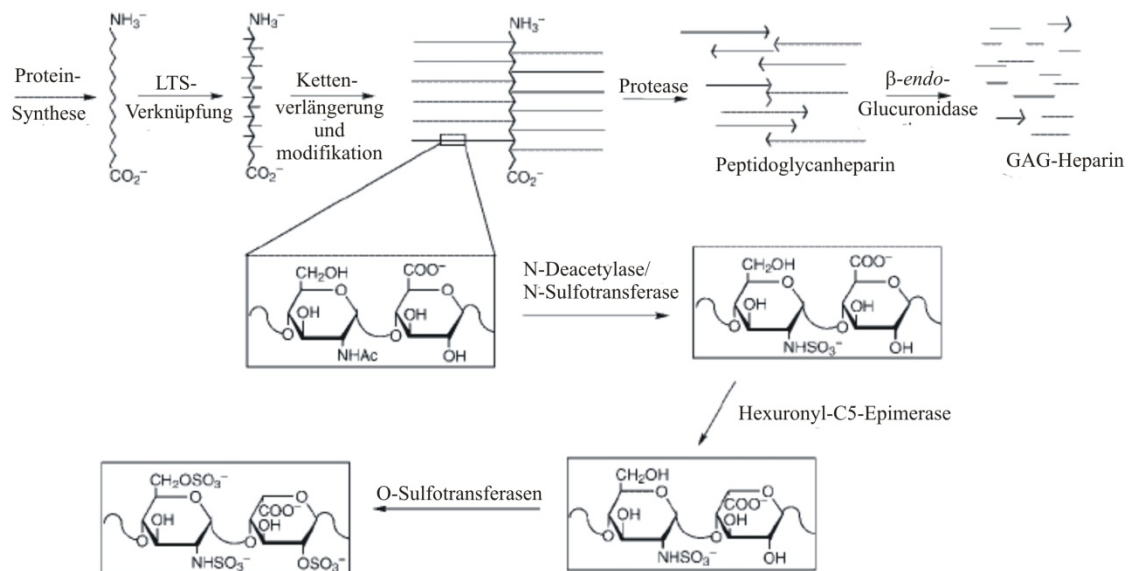 NH₃⁻
NH₃⁻
NH₃⁻
Protein-
Synthese
LTS-
Verknüpfung
Ketten-
verlängerung
und
modifikation
Protease
β-endo-
Glucuronidase
CO₂⁻
CO₂⁻
CO₂⁻
Peptidoglycanheparin
GAG-Heparin
CH₂OH
COO⁻
O
O
OH
OH
O
O
NHAc
OH
N-Deacetylase/
N-Sulfotransferase
CH₂OH
COO⁻
O
O
OH
OH
O
O
NHSO₃⁻
OH
Hexuronyl-C5-Epimerase
CH₂OH
O
O
COO⁻
OH
OH
O
O
NHSO₃⁻
OH
O-Sulfotransferasen
CH₂OSO₃⁻
O
O
COO⁻
OH
OH
O
O
NHSO₃⁻
OSO₃⁻